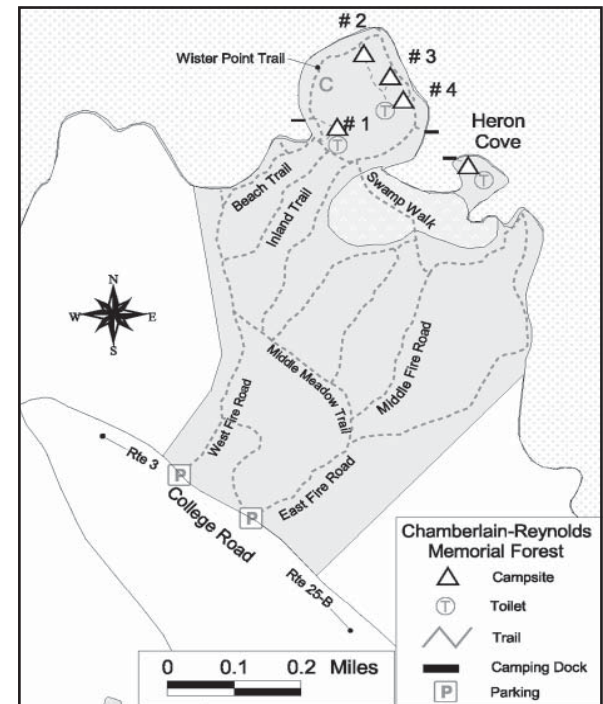 # 2
# 3
Wister Point Trail
C
# 4
T
# 1
T
Heron
Cove
T
Beach Trail
Inland Trail
Swamp Walk
N
W E
S
Middle Meadow Trail
Middle Fire Road
West Fire Road
Rte 3
P
College Road
P
East Fire Road
Rte 25-B
0 0.1 0.2 Miles
Chamberlain-Reynolds
Memorial Forest
Campsite
T Toilet
Trail
Camping Dock
P Parking